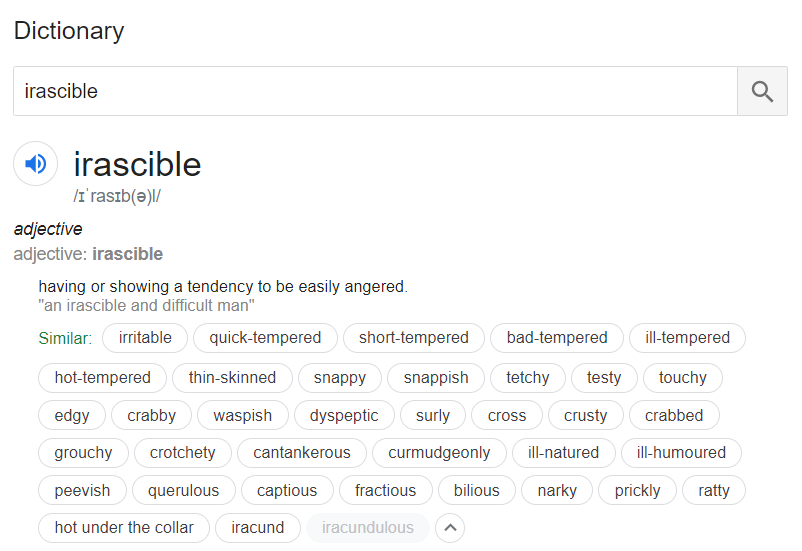 Dictionary
irascible
irascible
/ɪˈrasɪb(ə)l/
adjective
adjective: irascible
having or showing a tendency to be easily angered.
"an irascible and difficult man"
Similar: irritable quick-tempered short-tempered bad-tempered ill-tempered
hot-tempered thin-skinned snappy snappish tetchy testy touchy
edgy crabby waspish dyspeptic surly cross crusty crabbed
grouchy crotchety cantankerous curmudgeonly ill-natured ill-humoured
peevish querulous captious fractious bilious narky prickly ratty
hot under the collar iracund iracundulous